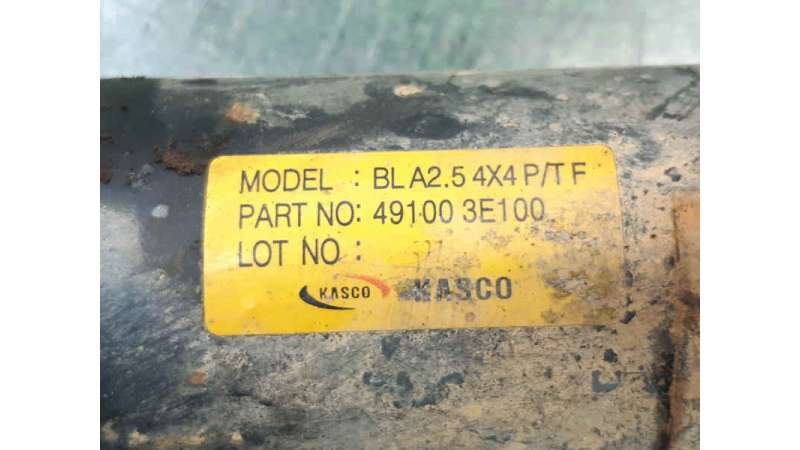 MODEL : BL A2.5 4X4 P/T F
PART NO: 49100 3E100
LOT NO :
KASCO KASCO